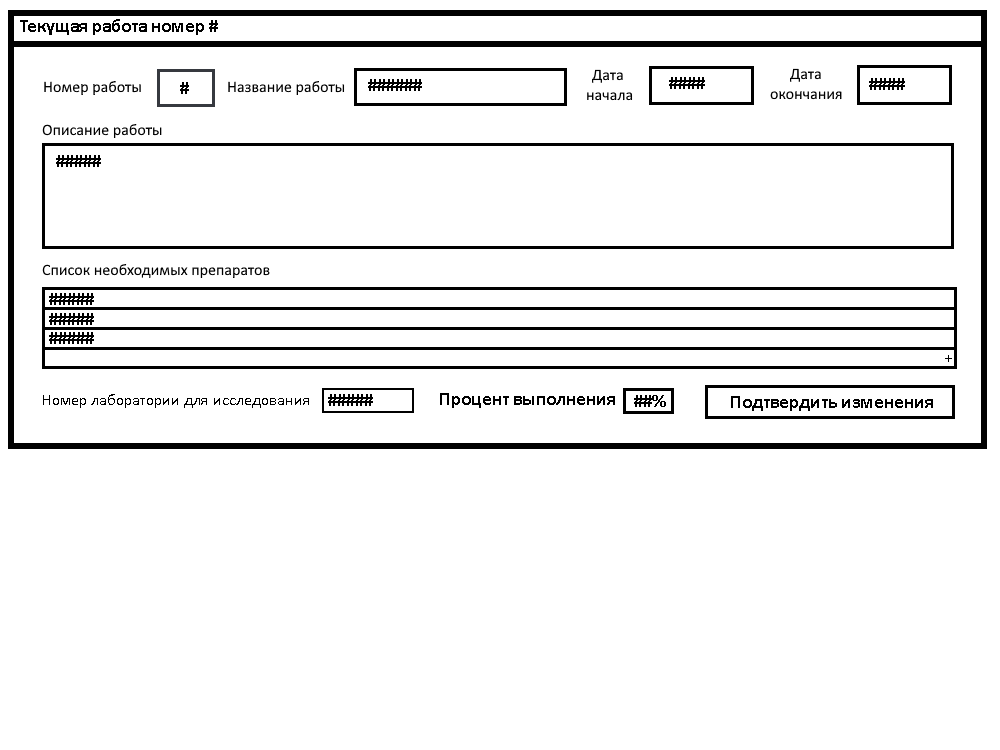 Текущая работа номер #
Номер работы # Название работы ###### Дата начала #### Дата окончания ####
Описание работы
#####
Список необходимых препаратов
#####
#####
#####
+
Номер лаборатории для исследования ##### Процент выполнения ##% Подтвердить изменения